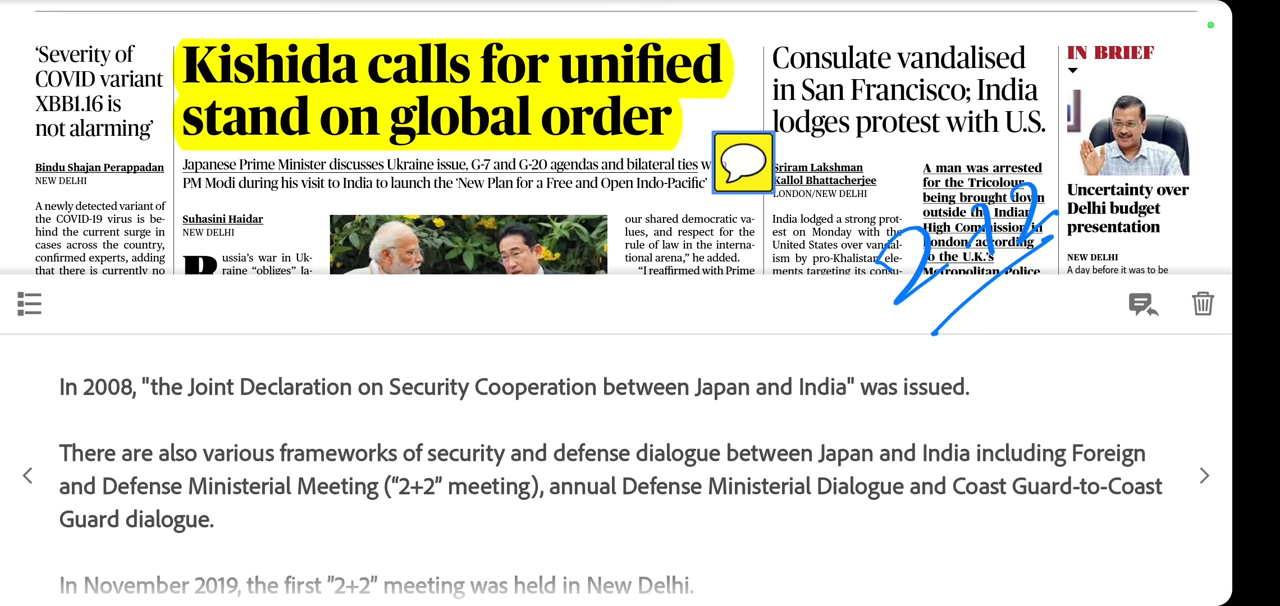 'Severity of
COVID variant
XBB1.16 is
not alarming'
Bindu Shajan Perappadan
NEW DELHI
A newly detected variant of
the COVID-19 virus is be-
hind the current surge in
cases across the country,
confirmed experts, adding
that there is currently no
Kishida calls for unified
stand on global order
Japanese Prime Minister discusses Ukraine issue, G-7 and G-20 agendas and bilateral ties
PM Modi during his visit to India to launch the 'New Plan for a Free and Open Indo-Pacific'
Suhasini Haidar
NEW DELHI
Russia's war in Uk-
raine "obliges" Ja-
our shared democratic va-
lues, and respect for the
rule of law in the interna-
tional arena," he added.
"I reaffirmed with Prime
Consulate vandalised
in San Francisco; India
lodges protest with U.S.
Sriram Lakshman
Kallol Bhattacherjee
LONDON/NEW DELHI
India lodged a strong prot-
est on Monday with the
United States over vandal-
ism by pro-Khalistan ele-
ments targeting its consu-
A man was arrested
for the Tricolour
being brought down
outside the Indian
High Commission in
London, according
to the U.K.'s
Metropolitan Police
IN BRIEF
Uncertainty over
Delhi budget
presentation
NEW DELHI
A day before it was to be
In 2008, "the Joint Declaration on Security Cooperation between Japan and India" was issued.
There are also various frameworks of security and defense dialogue between Japan and India including Foreign
and Defense Ministerial Meeting ("2+2" meeting), annual Defense Ministerial Dialogue and Coast Guard-to-Coast
Guard dialogue.
In November 2019, the first "2+2" meeting was held in New Delhi.